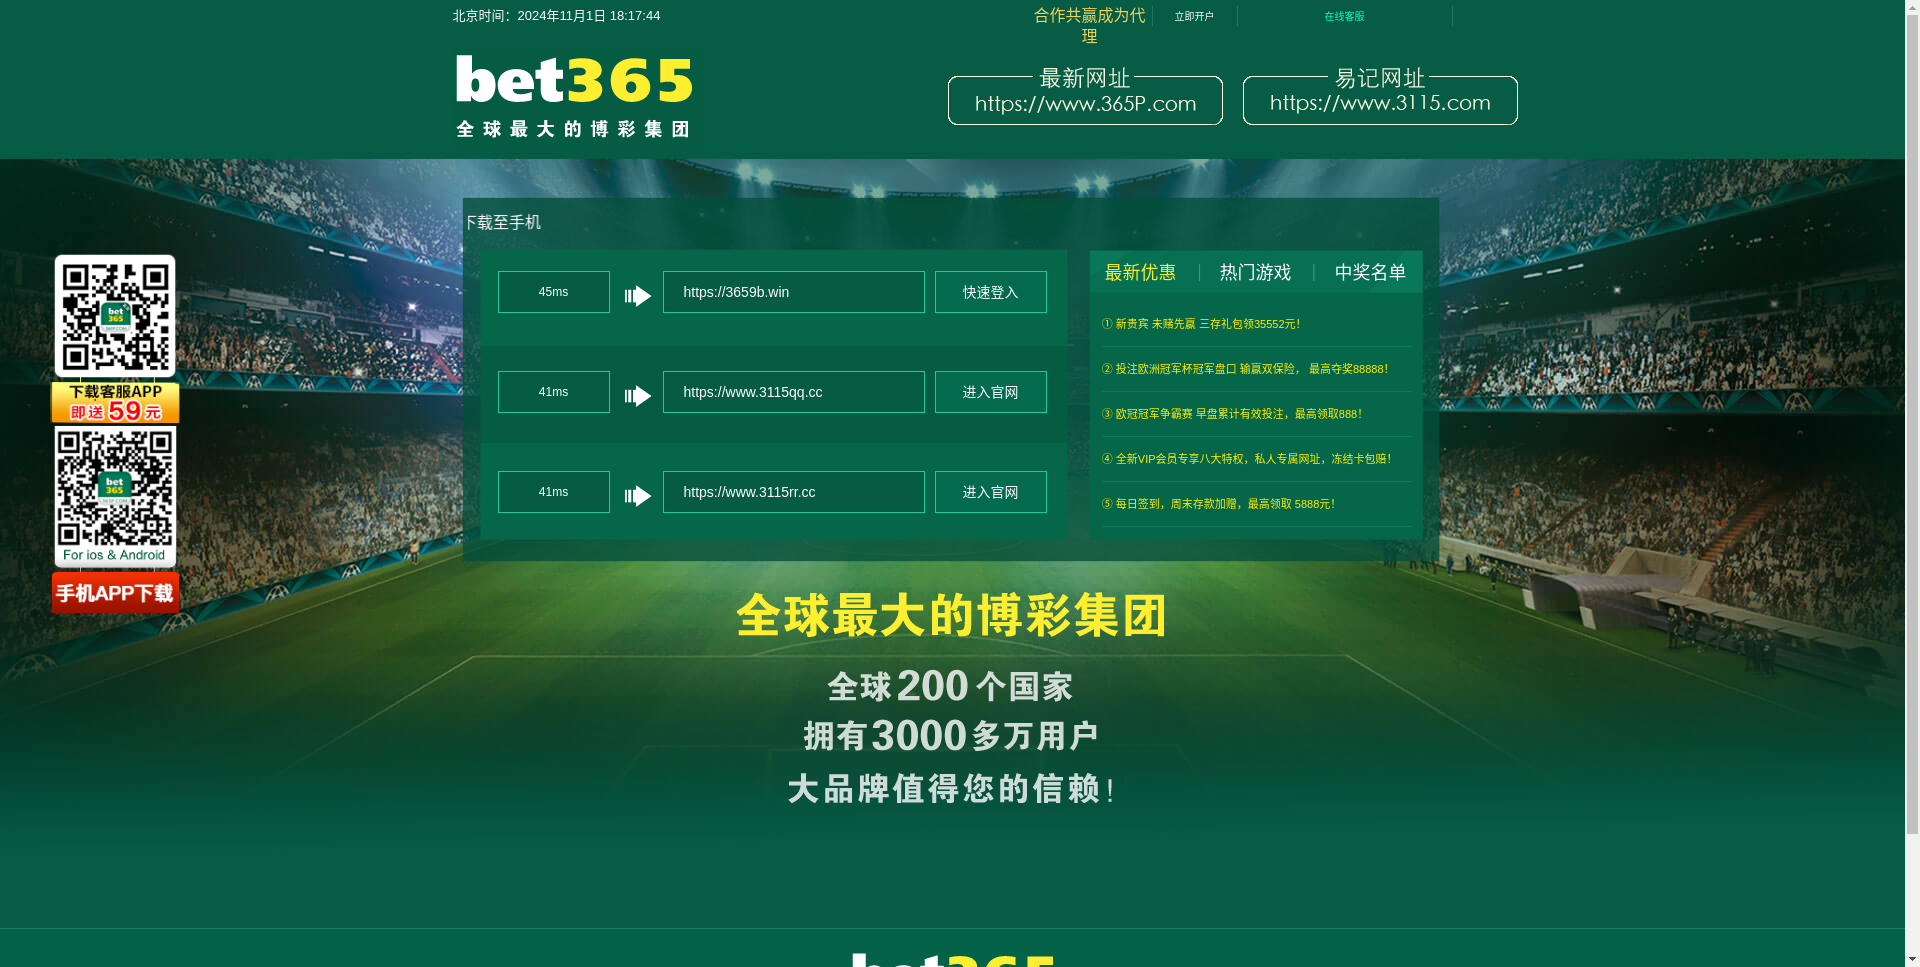 北京时间：2024年11月1日 18:17:44
合作共赢成为代
理
立即开户
在线客服
bet365
全球最大的博彩集团
最新网址
https://www.365P.com
易记网址
https://www.3115.com
下载至手机
45ms
https://3659b.win
快速登入
41ms
https://www.3115qq.cc
进入官网
41ms
https://www.3115rr.cc
进入官网
最新优惠
热门游戏
中奖名单
① 新贵宾 未赌先赢 三存礼包领35552元！
② 投注欧洲冠军杯冠军盘口 输赢双保险， 最高夺奖88888！
③ 欧冠冠军争霸赛 早盘累计有效投注，最高领取888！
④ 全新VIP会员专享八大特权，私人专属网址，冻结卡包赔！
⑤ 每日签到，周末存款加赠，最高领取 5888元！
bet
365
下载客服APP
即送59元
bet
365
For ios & Android
手机APP下载
全球最大的博彩集团
全球200个国家
拥有3000多万用户
大品牌值得您的信赖！
bet365